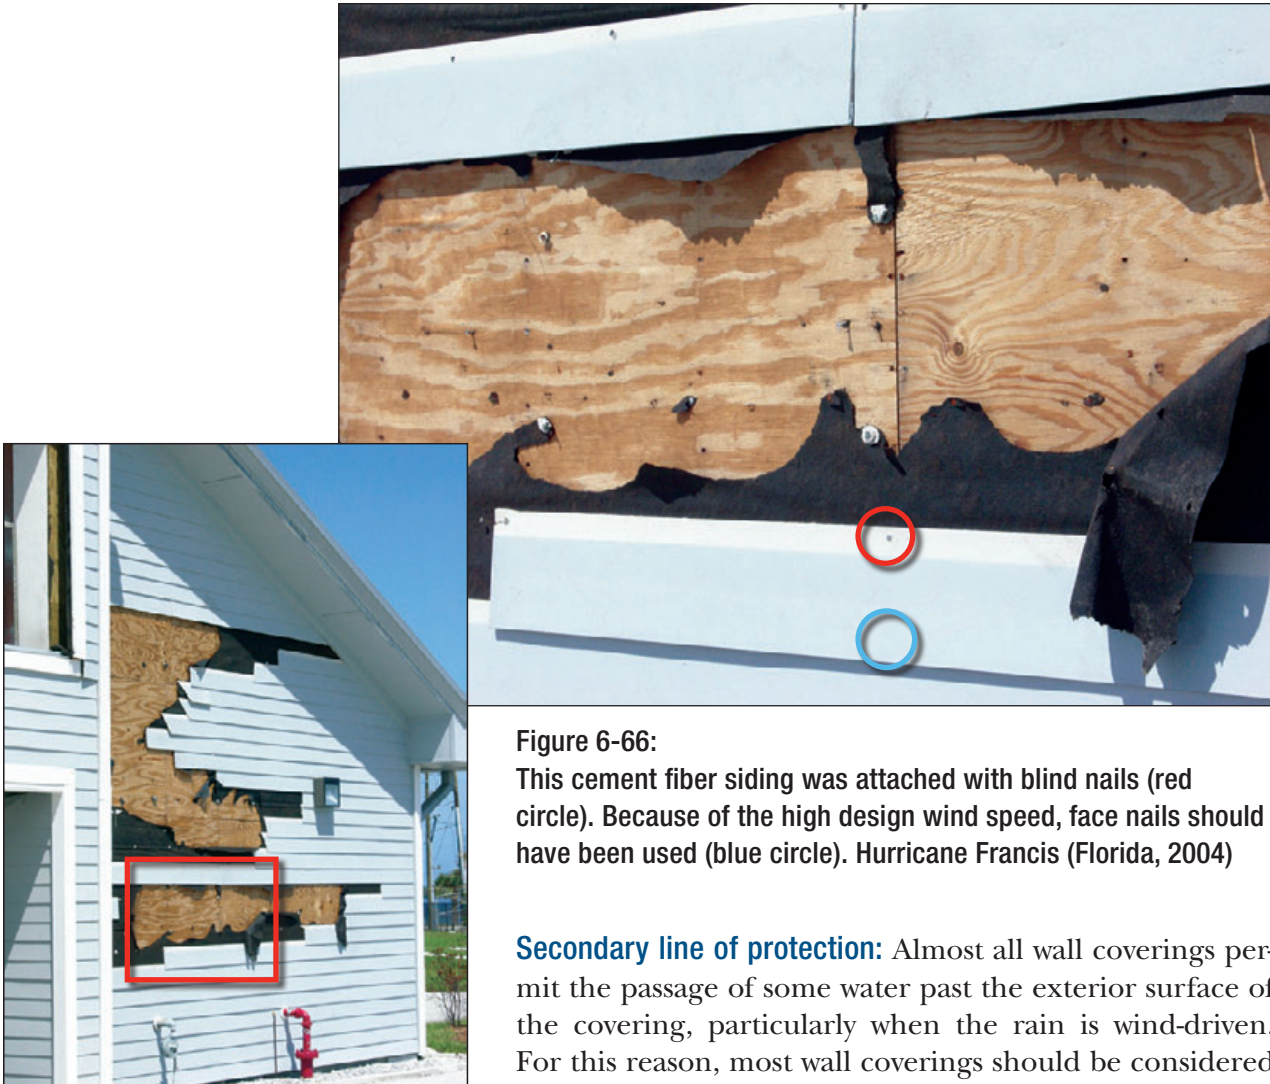 Figure 6-66:
This cement fiber siding was attached with blind nails (red
circle). Because of the high design wind speed, face nails should
have been used (blue circle). Hurricane Francis (Florida, 2004)
Secondary line of protection: Almost all wall coverings per-
mit the passage of some water past the exterior surface of
the covering, particularly when the rain is wind-driven.
For this reason, most wall coverings should be considered